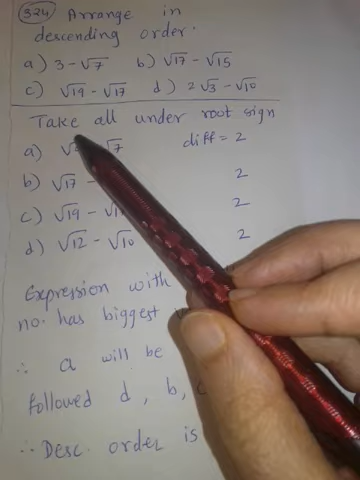 324 Arrange in
descending order.
a) 3 - √7 b) √17 - √15
c) √19 - √17 d) 2√3 - √10
Take all under root sign
a) √7 diff = 2
b) √17 - 2
c) √19 - 2
d) √12 - √10 2
Expression with
no. has biggest
∴ a will be
followed d, b,
∴ Desc. order is